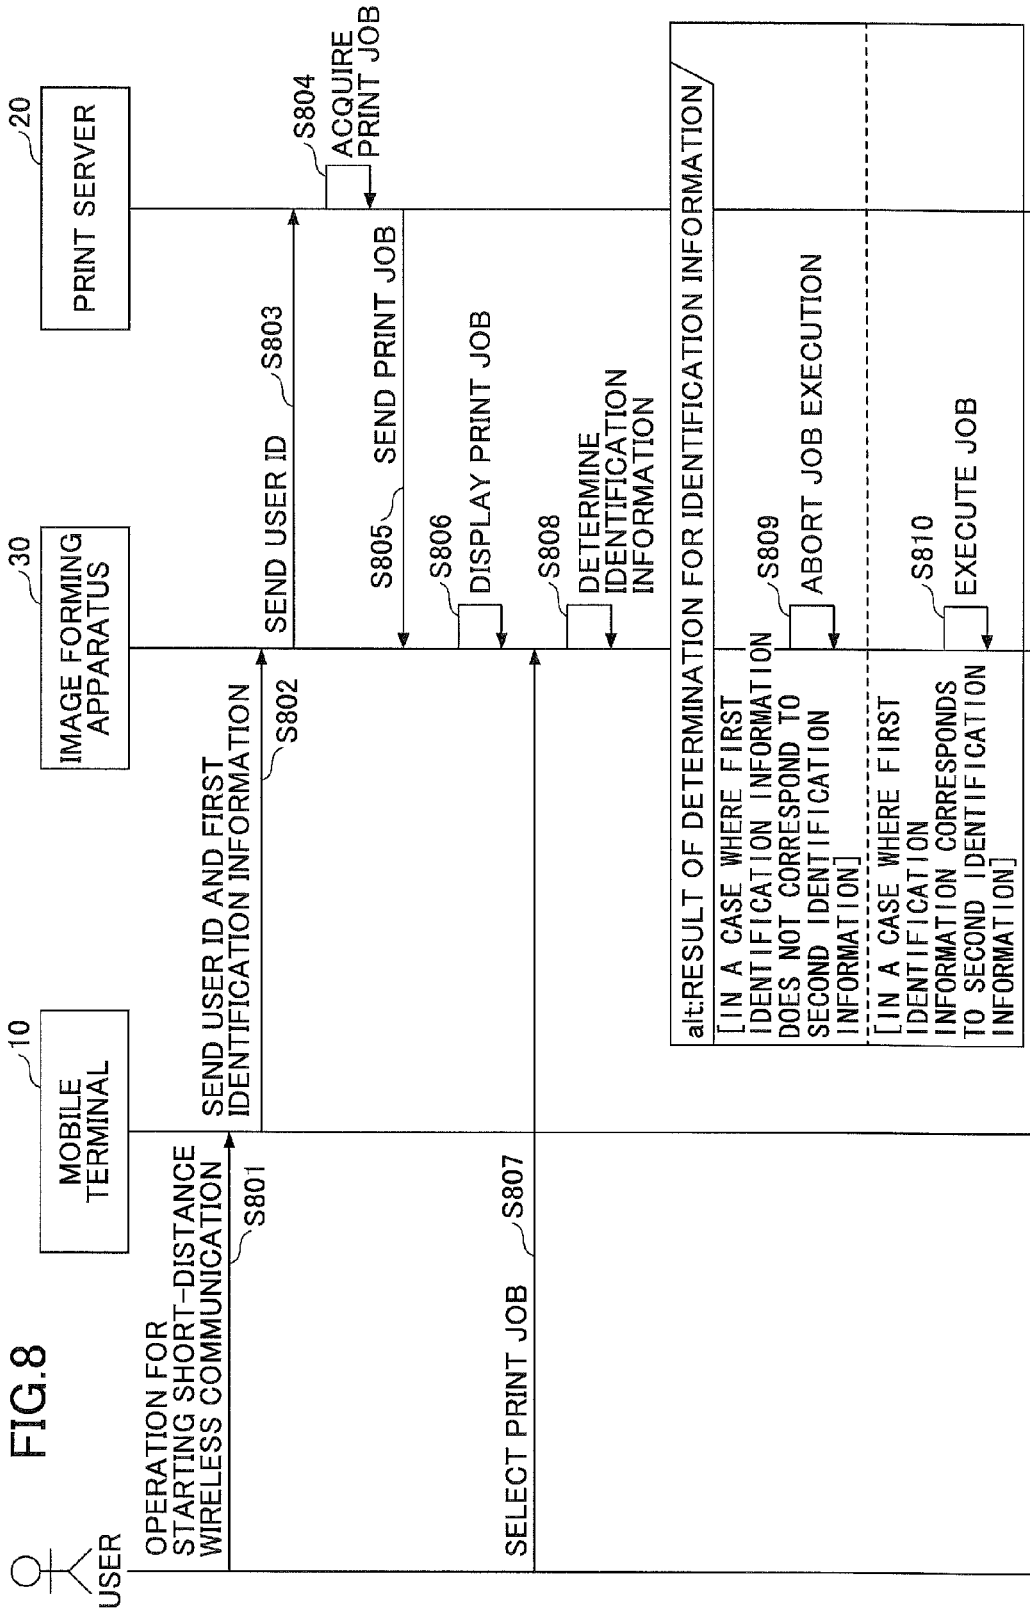 FIG.8
USER
10
MOBILE
TERMINAL
30
IMAGE FORMING
APPARATUS
20
PRINT SERVER
OPERATION FOR
STARTING SHORT-DISTANCE
WIRELESS COMMUNICATION
S801
SEND USER ID AND FIRST
IDENTIFICATION INFORMATION
S802
SEND USER ID
S803
S804
ACQUIRE
PRINT JOB
S805
SEND PRINT JOB
S806
DISPLAY PRINT JOB
SELECT PRINT JOB
S807
S808
DETERMINE
IDENTIFICATION
INFORMATION
alt:RESULT OF DETERMINATION FOR IDENTIFICATION INFORMATION
[IN A CASE WHERE FIRST
IDENTIFICATION INFORMATION
DOES NOT CORRESPOND TO
SECOND IDENTIFICATION
INFORMATION]
S809
ABORT JOB EXECUTION
[IN A CASE WHERE FIRST
IDENTIFICATION
INFORMATION CORRESPONDS
TO SECOND IDENTIFICATION
INFORMATION]
S810
EXECUTE JOB